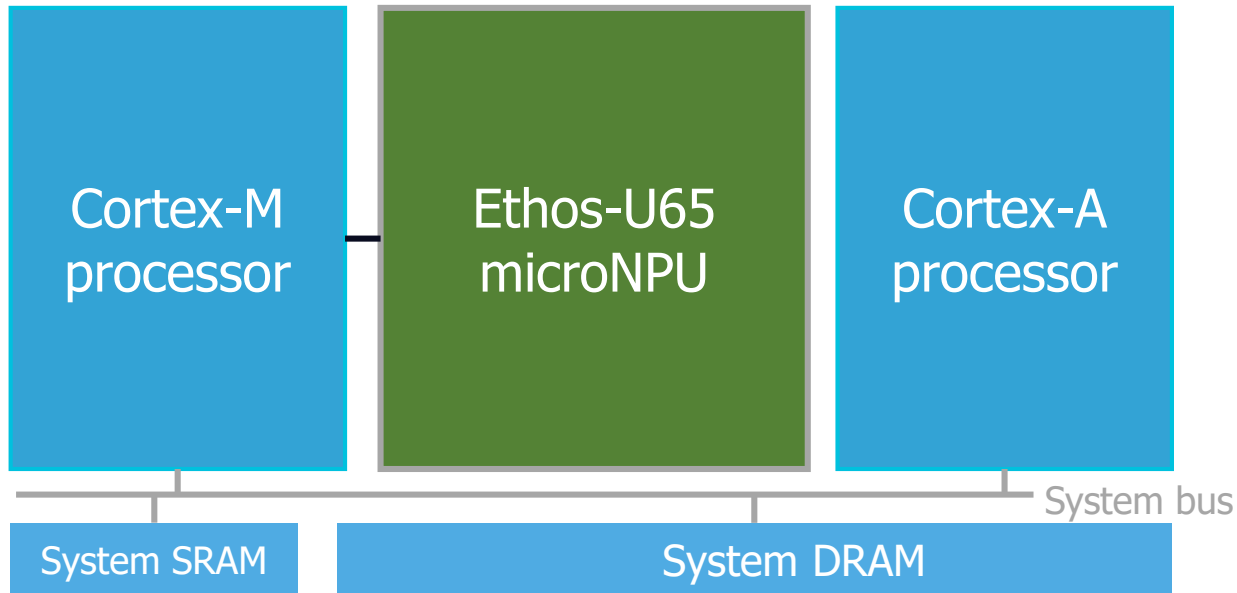 Cortex-M
processor
Ethos-U65
microNPU
Cortex-A
processor
System bus
System SRAM
System DRAM